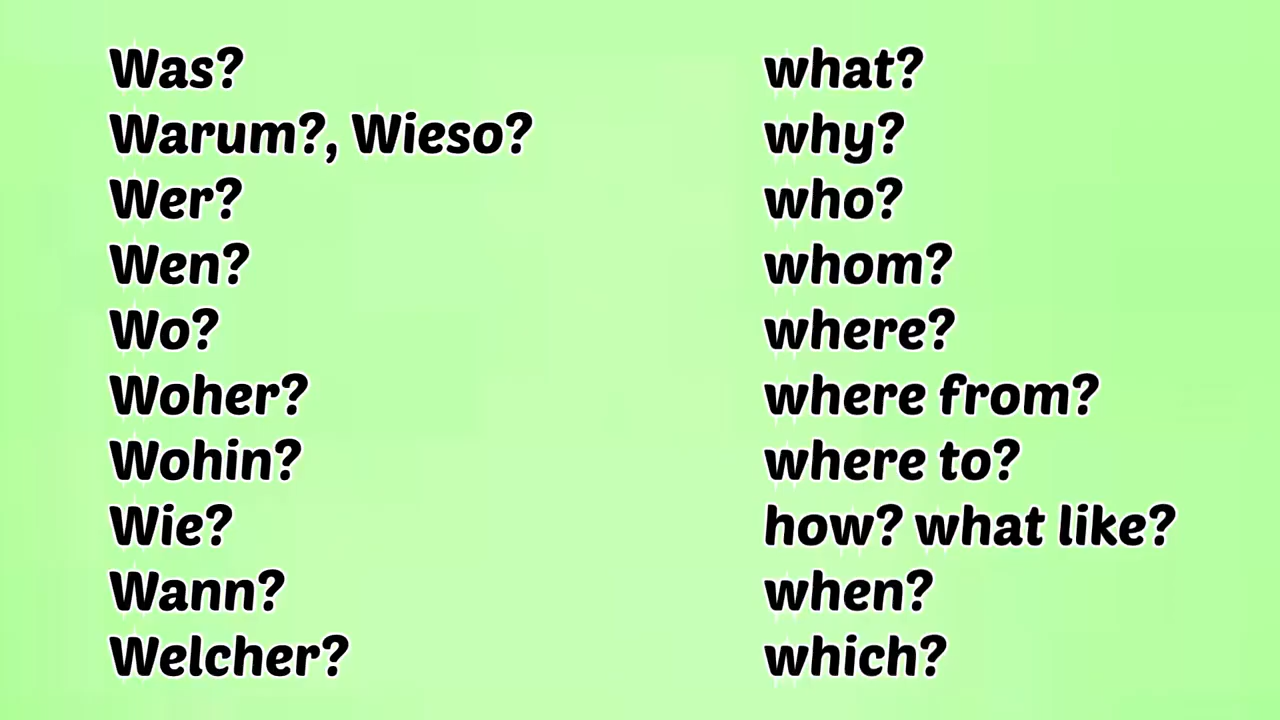 Was? what?
Warum?, Wieso? why?
Wer? who?
Wen? whom?
Wo? where?
Woher? where from?
Wohin? where to?
Wie? how? what like?
Wann? when?
Welcher? which?